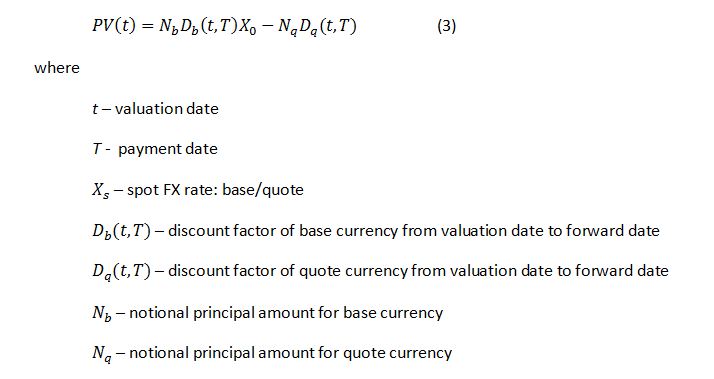 PV(t) = N_b D_b(t,T)X_0 − N_q D_q(t,T) (3)
where
t – valuation date
T - payment date
X_s – spot FX rate: base/quote
D_b(t,T) – discount factor of base currency from valuation date to forward date
D_q(t,T) – discount factor of quote currency from valuation date to forward date
N_b – notional principal amount for base currency
N_q – notional principal amount for quote currency